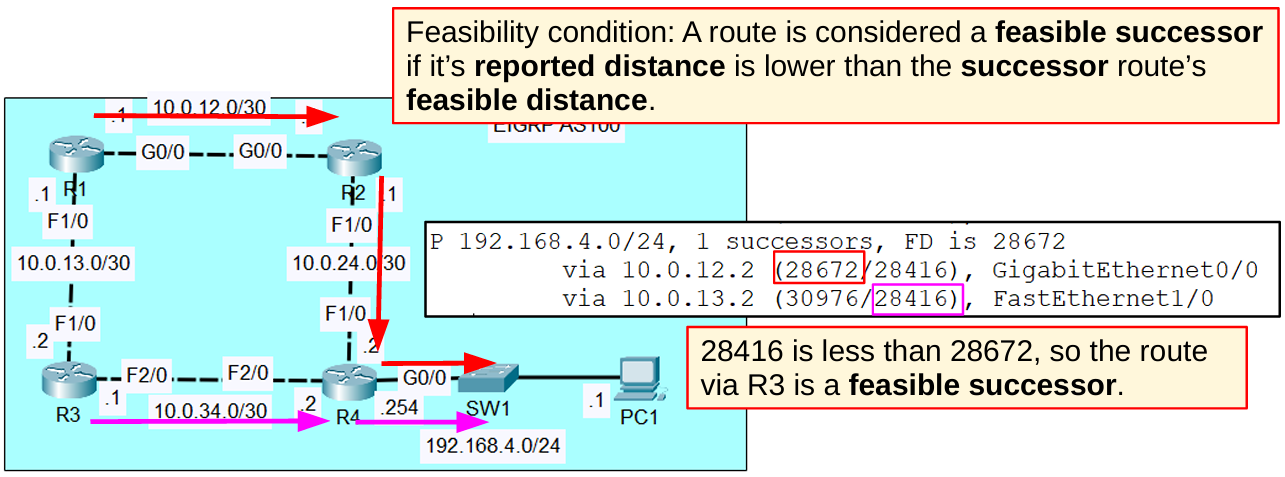 Feasibility condition: A route is considered a feasible successor
if it's reported distance is lower than the successor route's
feasible distance.
EIGRP AS100
10.0.12.0/30
.1
G0/0
G0/0
R1
R2
.1
.1
F1/0
F1/0
10.0.13.0/30
10.0.24.0/30
P 192.168.4.0/24, 1 successors, FD is 28672
via 10.0.12.2 (28672/28416), GigabitEthernet0/0
via 10.0.13.2 (30976/28416), FastEthernet1/0
F1/0
F1/0
.2
.2
28416 is less than 28672, so the route
via R3 is a feasible successor.
F2/0
F2/0
G0/0
R3
.1
10.0.34.0/30
.2
R4
.254
SW1
.1
PC1
192.168.4.0/24